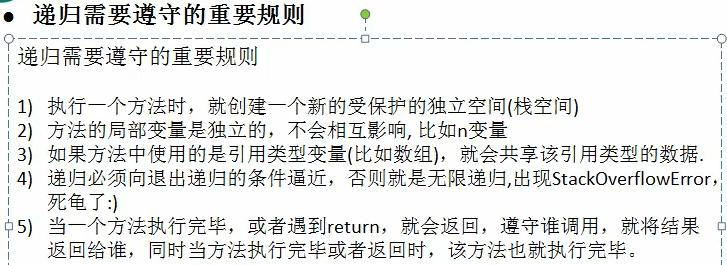 ● 递归需要遵守的重要规则
递归需要遵守的重要规则
1) 执行一个方法时，就创建一个新的受保护的独立空间(栈空间)
2) 方法的局部变量是独立的，不会相互影响, 比如n变量
3) 如果方法中使用的是引用类型变量(比如数组)，就会共享该引用类型的数据.
4) 递归必须向退出递归的条件逼近，否则就是无限递归,出现StackOverflowError，
死龟了:)
5) 当一个方法执行完毕，或者遇到return，就会返回，遵守谁调用，就将结果
返回给谁，同时当方法执行完毕或者返回时，该方法也就执行完毕。